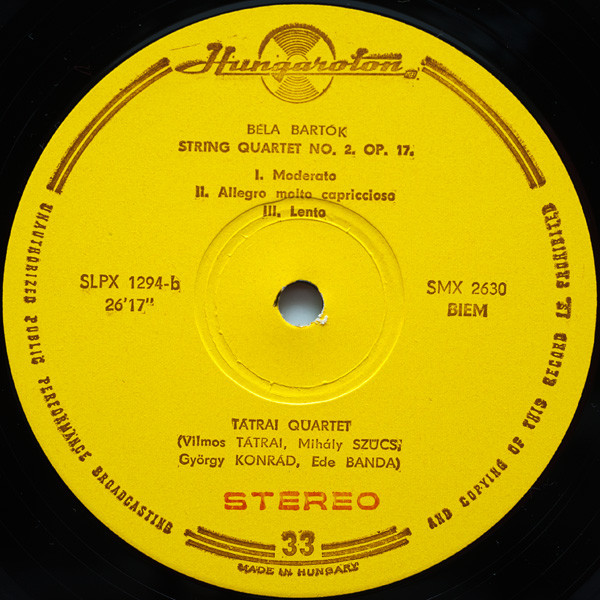 Hungaroton
BÉLA BARTÓK
STRING QUARTET NO. 2. OP. 17.
I. Moderato
II. Allegro molto capriccioso
III. Lento
SLPX 1294-b
26'17"
SMX 2630
BIEM
TÁTRAI QUARTET
(Vilmos TÁTRAI, Mihály SZŰCS,
György KONRÁD, Ede BANDA)
STEREO
33
MADE IN HUNGARY
UNAUTHORIZED PUBLIC PERFORMANCE BROADCASTING
AND COPYING OF THIS RECORD IS PROHIBITED